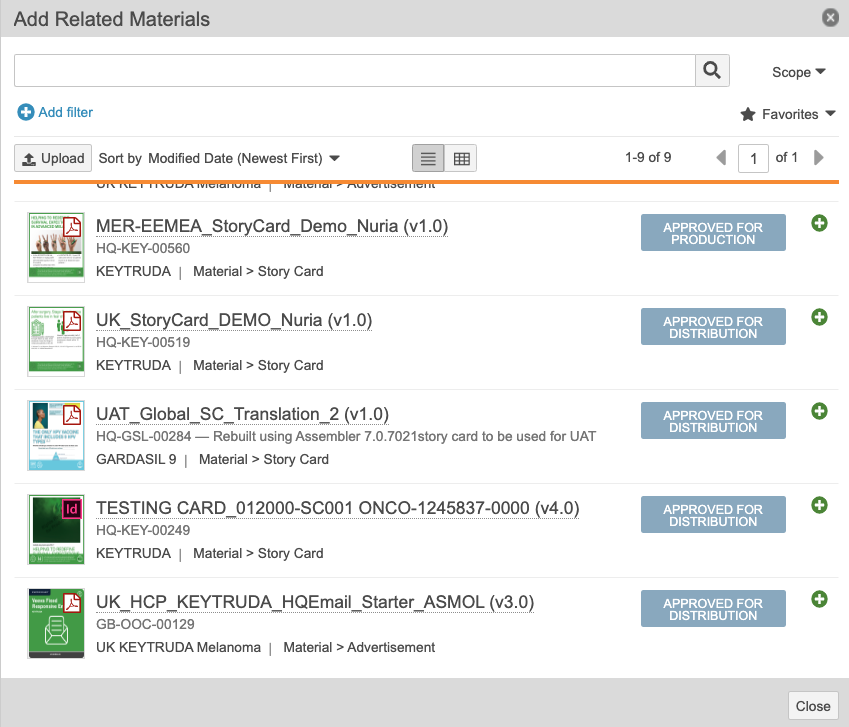 Add Related Materials
Scope
Add filter
Favorites
Upload
Sort by Modified Date (Newest First)
1-9 of 9
1 of 1
UK KEYTRUDA Melanoma | Material > Advertisement
MER-EEMEA_StoryCard_Demo_Nuria (v1.0)
HQ-KEY-00560
KEYTRUDA | Material > Story Card
APPROVED FOR
PRODUCTION
UK_StoryCard_DEMO_Nuria (v1.0)
HQ-KEY-00519
KEYTRUDA | Material > Story Card
APPROVED FOR
DISTRIBUTION
UAT_Global_SC_Translation_2 (v1.0)
HQ-GSL-00284 — Rebuilt using Assembler 7.0.7021story card to be used for UAT
GARDASIL 9 | Material > Story Card
APPROVED FOR
DISTRIBUTION
Id
TESTING CARD_012000-SC001 ONCO-1245837-0000 (v4.0)
HQ-KEY-00249
KEYTRUDA | Material > Story Card
APPROVED FOR
DISTRIBUTION
UK_HCP_KEYTRUDA_HQEmail_Starter_ASMOL (v3.0)
GB-OOC-00129
UK KEYTRUDA Melanoma | Material > Advertisement
APPROVED FOR
DISTRIBUTION
Close